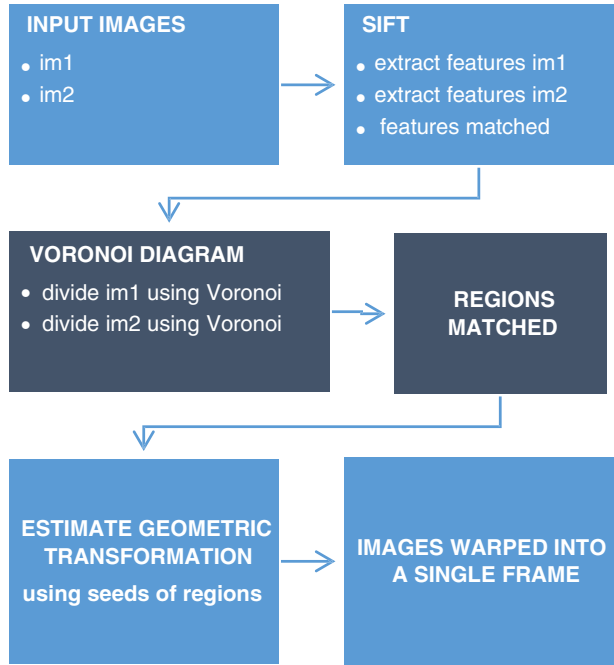 INPUT IMAGES
• im1
• im2
SIFT
• extract features im1
• extract features im2
• features matched
VORONOI DIAGRAM
• divide im1 using Voronoi
• divide im2 using Voronoi
REGIONS
MATCHED
ESTIMATE GEOMETRIC
TRANSFORMATION
using seeds of regions
IMAGES WARPED INTO
A SINGLE FRAME